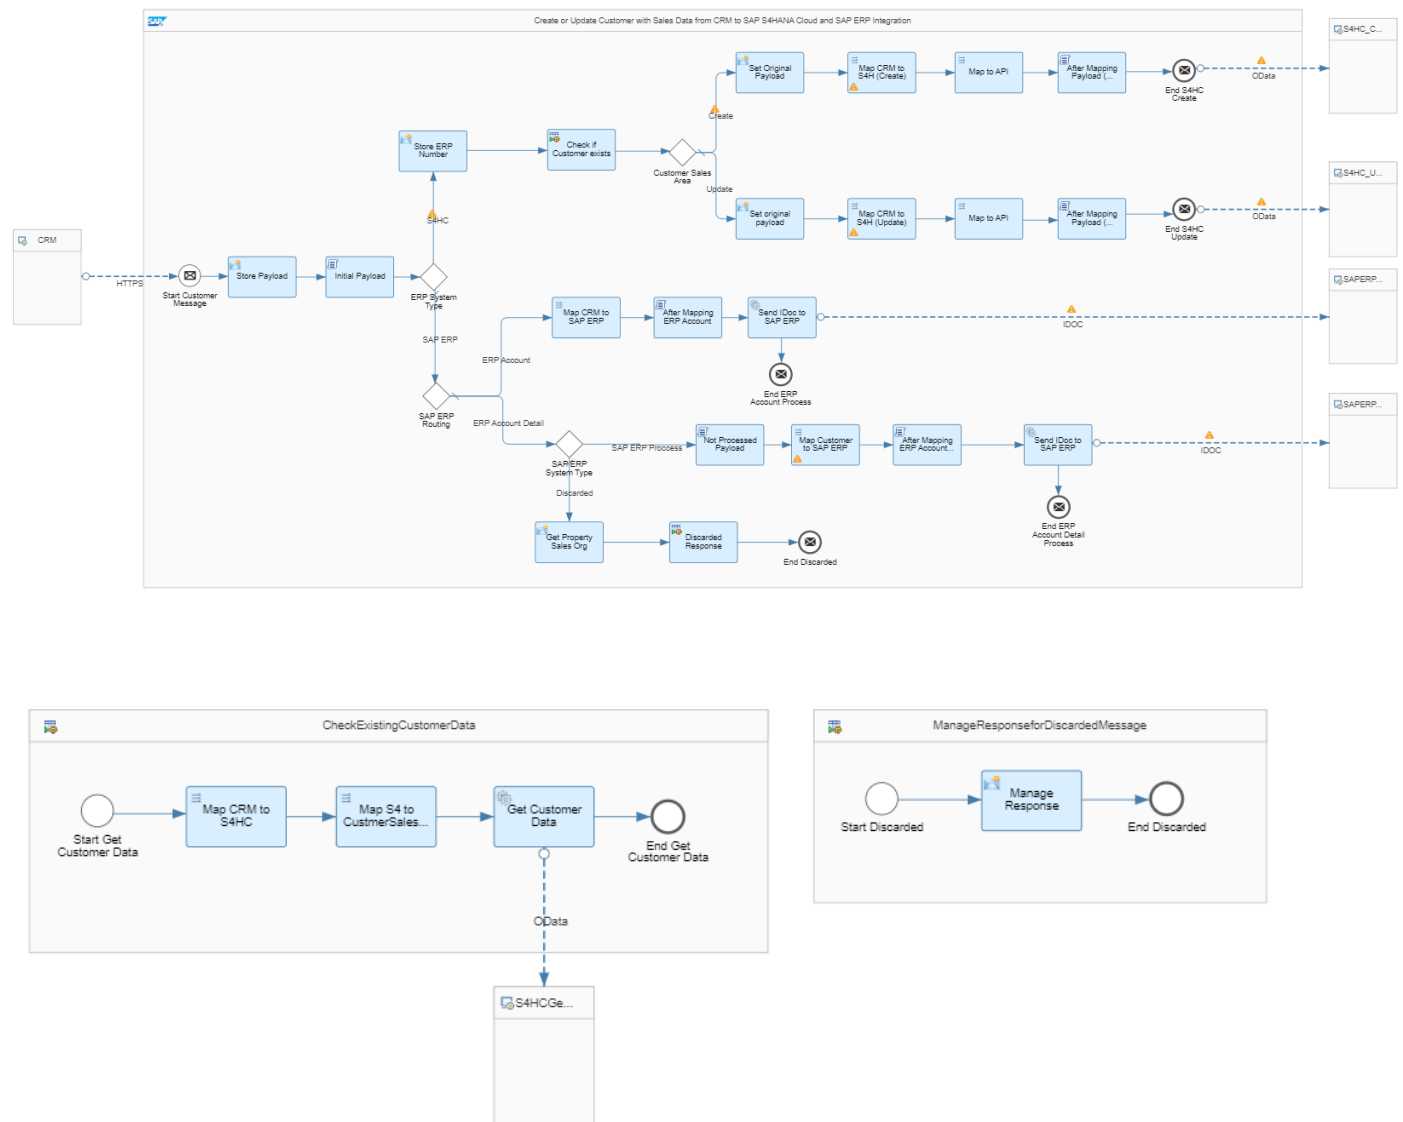 SAP
Create or Update Customer with Sales Data from CRM to SAP S4HANA Cloud and SAP ERP Integration
S4HC_C...
Set Original
Payload
Map CRM to
S4H (Create)
Map to API
After Mapping
Payload (...
End S4HC
Create
OData
Create
Store ERP
Number
Check if
Customer exists
Customer Sales
Area
S4HC_U...
Update
Set original
payload
Map CRM to
S4H (Update)
Map to API
After Mapping
Payload (...
End S4HC
Update
OData
S4HC
CRM
HTTPS
Start Customer
Message
Store Payload
Initial Payload
ERP System
Type
SAPERP...
Map CRM to
SAP ERP
After Mapping
ERP Account
Send IDoc to
SAP ERP
IDOC
SAP ERP
ERP Account
End ERP
Account Process
SAP ERP
Routing
SAPERP...
ERP Account Detail
SAP ERP
System Type
SAP ERP Proccess
Not Processed
Payload
Map Customer
to SAP ERP
After Mapping
ERP Account...
Send IDoc to
SAP ERP
IDOC
Discarded
End ERP
Account Detail
Process
Get Property
Sales Org
Discarded
Response
End Discarded
CheckExistingCustomerData
Start Get
Customer Data
Map CRM to
S4HC
Map S4 to
CustmerSales...
Get Customer
Data
End Get
Customer Data
OData
S4HCGe...
ManageResponseforDiscardedMessage
Start Discarded
Manage
Response
End Discarded